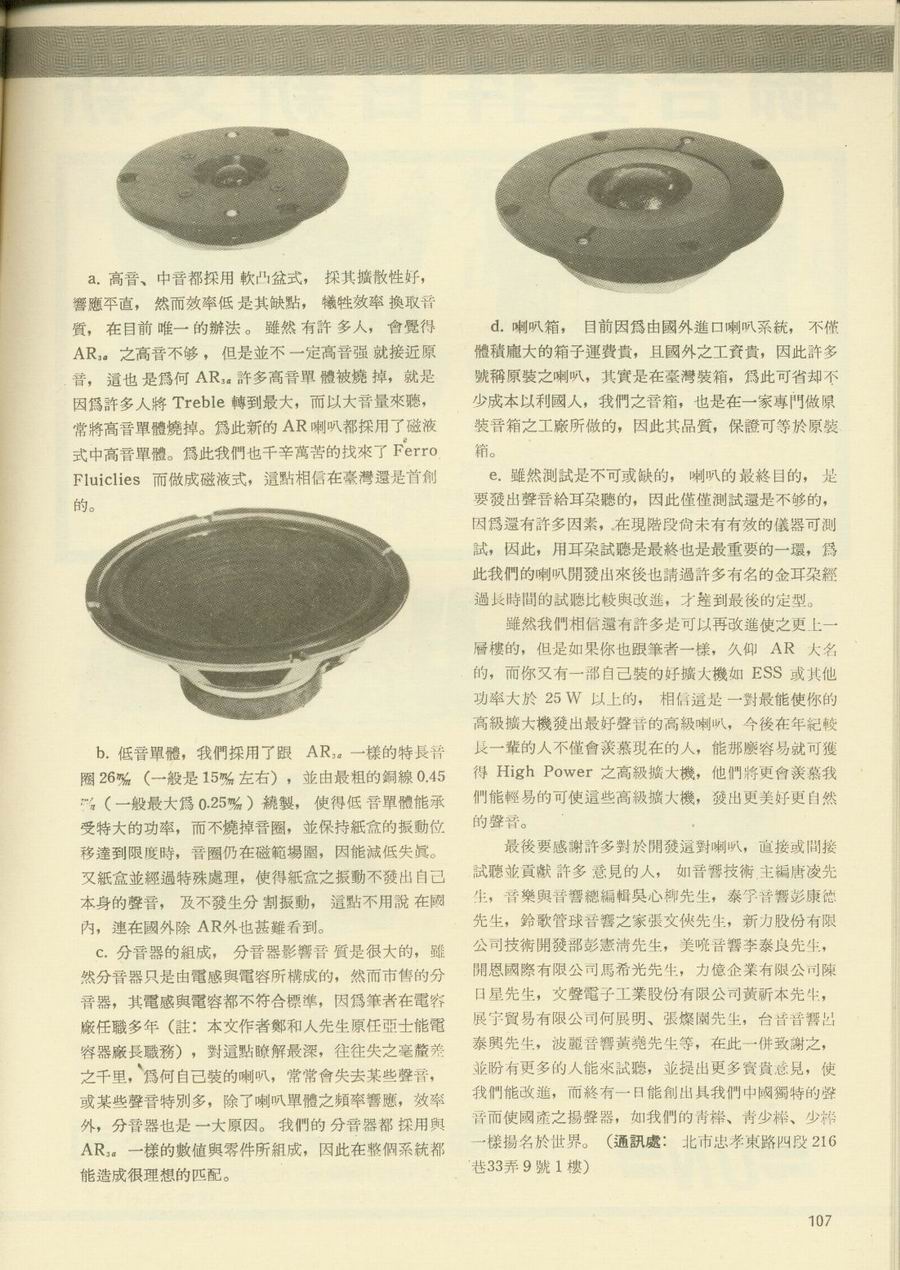 a. 高音、中音都採用軟凸盆式，採其擴散性好，
響應平直，然而效率低是其缺點，犧牲效率換取音
質，在目前唯一的辦法。雖然有許多人，會覺得
AR₃ₐ 之高音不够，但是並不一定高音强就接近原
音，這也是爲何 AR₃ₐ 許多高音單體被燒掉，就是
因爲許多人將 Treble 轉到最大，而以大音量來聽，
常將高音單體燒掉。爲此新的 AR 喇叭都採用了磁液
式中高音單體。爲此我們也千辛萬苦的找來了 Ferro
Fluiclies 而做成磁液式，這點相信在臺灣還是首創
的。
b. 低音單體，我們採用了跟 AR₃ₐ 一樣的特長音
圈26㎜（一般是15㎜左右），並由最粗的銅線0.45
㎜（一般最大爲0.25㎜）繞製，使得低音單體能承
受特大的功率，而不燒掉音圈，並保持紙盒的振動位
移達到限度時，音圈仍在磁範場圍，因能減低失眞。
又紙盒並經過特殊處理，使得紙盒之振動不發出自己
本身的聲音，及不發生分割振動，這點不用說在國
內，連在國外除 AR外也甚難看到。
c. 分音器的組成，分音器影響音質是很大的，雖
然分音器只是由電感與電容所構成的，然而市售的分
音器，其電感與電容都不符合標準，因爲筆者在電容
廠任職多年（註：本文作者鄭和人先生原任亞士能電
容器廠長職務），對這點瞭解最深，往往失之毫釐差
之千里，爲何自己裝的喇叭，常常會失去某些聲音，
或某些聲音特別多，除了喇叭單體之頻率響應，效率
外，分音器也是一大原因。我們的分音器都採用與
AR₃ₐ 一樣的數值與零件所組成，因此在整個系統都
能造成很理想的匹配。
d. 喇叭箱，目前因爲由國外進口喇叭系統，不僅
體積龐大的箱子運費貴，且國外之工資貴，因此許多
號稱原裝之喇叭，其實是在臺灣裝箱，爲此可省却不
少成本以利國人，我們之音箱，也是在一家專門做原
裝音箱之工廠所做的，因此其品質，保證可等於原裝
箱。
e. 雖然測試是不可或缺的，喇叭的最終目的，是
要發出聲音給耳朶聽的，因此僅僅測試還是不够的，
因爲還有許多因素，在現階段尙未有有效的儀器可測
試，因此，用耳朶試聽是最終也是最重要的一環，爲
此我們的喇叭開發出來後也請過許多有名的金耳朶經
過長時間的試聽比較與改進，才達到最後的定型。
雖然我們相信還有許多是可以再改進使之更上一
層樓的，但是如果你也跟筆者一樣，久仰 AR 大名
的，而你又有一部自己裝的好擴大機如 ESS 或其他
功率大於 25 W 以上的，相信這是一對最能使你的
高級擴大機發出最好聲音的高級喇叭，今後在年紀較
長一輩的人不僅會羨慕現在的人，能那麼容易就可獲
得 High Power 之高級擴大機，他們將更會羨慕我
們能輕易的可使這些高級擴大機，發出更美好更自然
的聲音。
最後要感謝許多對於開發這對喇叭，直接或間接
試聽並貢獻許多意見的人，如音響技術主編唐凌先
生，音樂與音響總編輯吳心柳先生，泰孚音響彭康德
先生，鈴歌管球音響之家張文俠先生，新力股份有限
公司技術開發部彭憲淸先生，美唍音響李泰良先生，
開恩國際有限公司馬希光先生，力億企業有限公司陳
日星先生，文聲電子工業股份有限公司黃祈本先生，
展宇貿易有限公司何展明、張燦園先生，台音音響呂
泰興先生，波麗音響黃堯先生等，在此一併致謝之，
並盼有更多的人能來試聽，並提出更多寶貴意見，使
我們能改進，而終有一日能創出具我們中國獨特的聲
音而使國產之揚聲器，如我們的靑棒、靑少棒、少棒
一樣揚名於世界。（通訊處：北市忠孝東路四段216
巷33弄9號1樓）
107